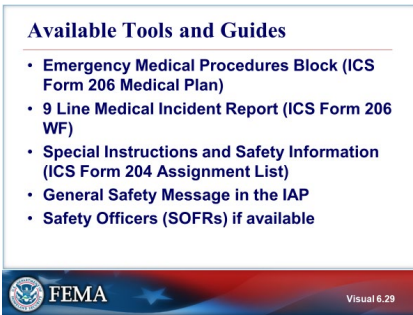 Available Tools and Guides
• Emergency Medical Procedures Block (ICS
Form 206 Medical Plan)
• 9 Line Medical Incident Report (ICS Form 206
WF)
• Special Instructions and Safety Information
(ICS Form 204 Assignment List)
• General Safety Message in the IAP
• Safety Officers (SOFRs) if available
FEMA
Visual 6.29